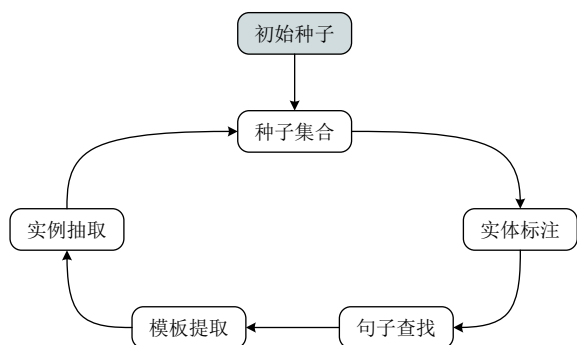 初始种子
种子集合
实例抽取
实体标注
模板提取
句子查找